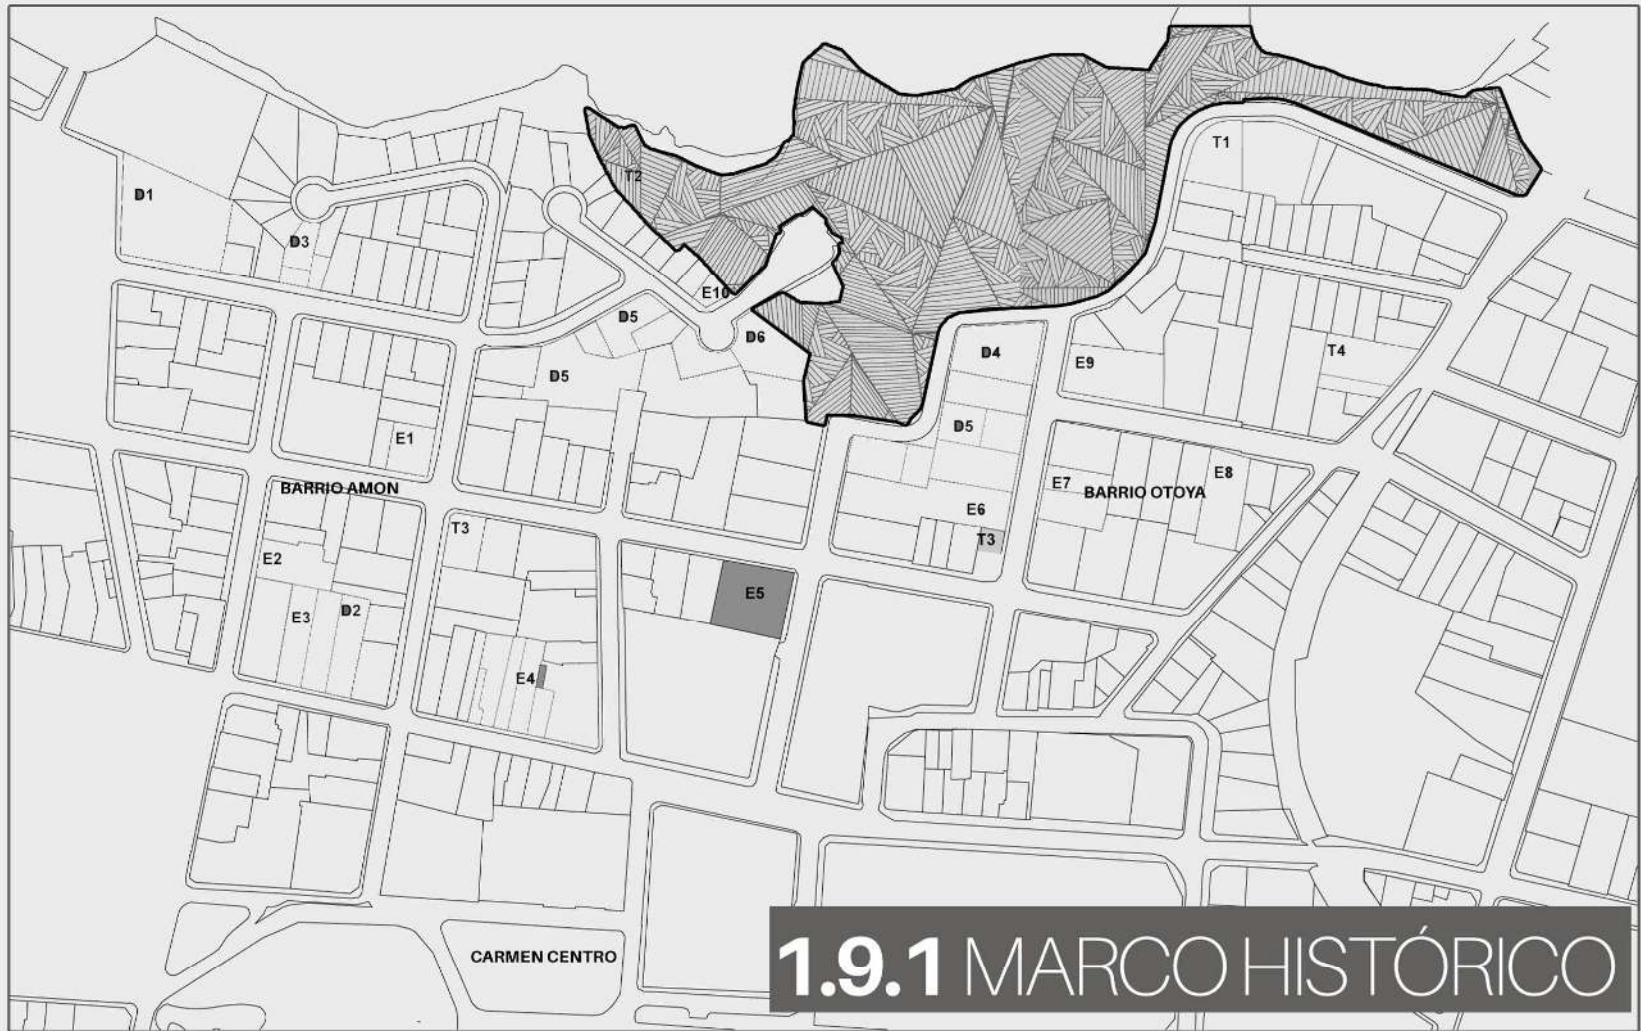 T1
T2
D1
D3
E10
D5
D6
D4
E9
T4
D5
D5
E1
E8
E7
BARRIO AMON
BARRIO OTOYA
E6
T3
T3
E2
E5
D2
E3
E4
CARMEN CENTRO
1.9.1 MARCO HISTÓRICO